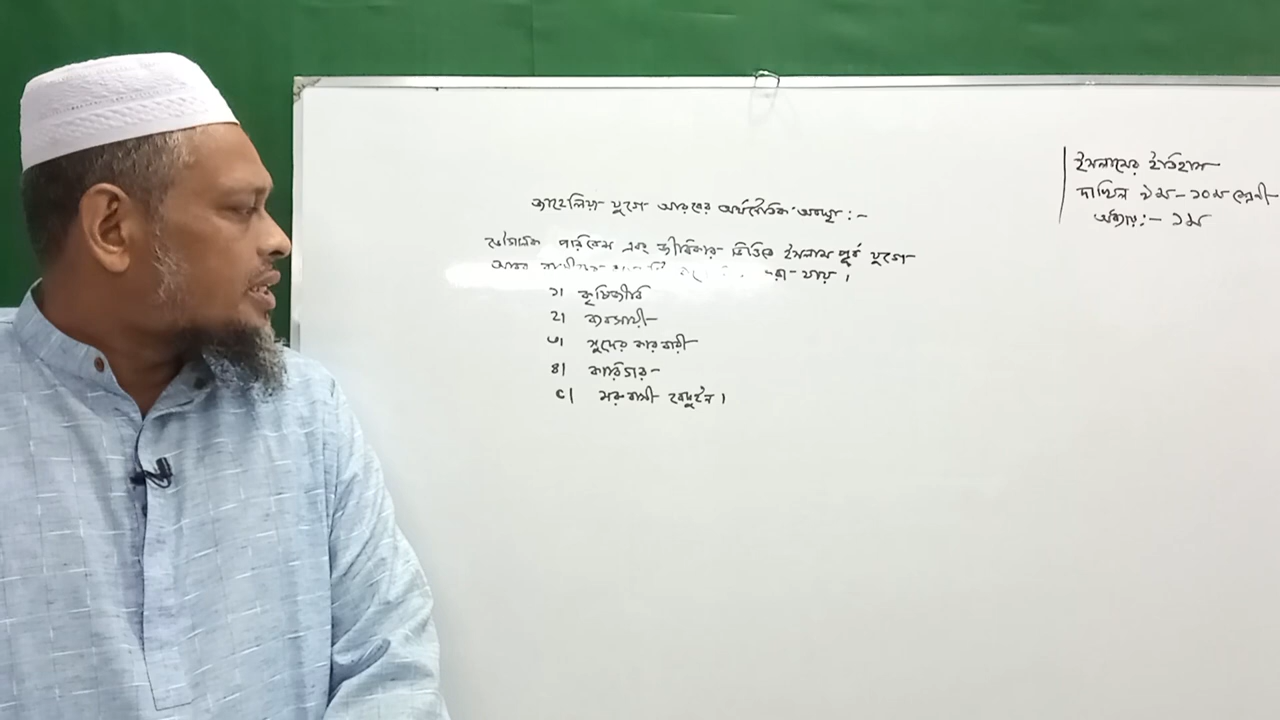 জাহেলিয়া যুগে আরবের অর্থনৈতিক অবস্থা :-
ভৌগোলিক পরিবেশ এবং জীবিকার ভিত্তিতে ইসলাম পূর্ব যুগে
আরব যায়।
১। কৃষিজীবি
২। ব্যবসায়ী
৩। সুদের কারবারী
৪। কারিগর
৫। মরুবাসী বেদুইন।
ইসলামের ইতিহাস
দাখিল ৯ম-১০ম শ্রেণী
অধ্যায়:- ১ম